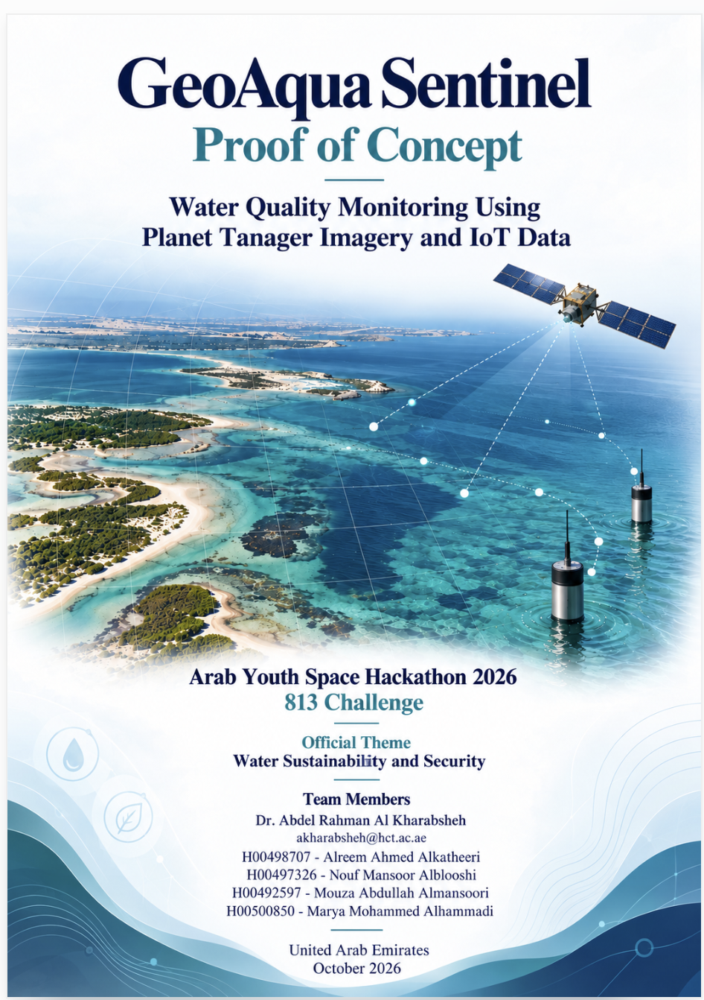 GeoAqua Sentinel
Proof of Concept
Water Quality Monitoring Using
Planet Tanager Imagery and IoT Data
Arab Youth Space Hackathon 2026
813 Challenge
Official Theme
Water Sustainability and Security
Team Members
Dr. Abdel Rahman Al Kharabsheh
akharabsheh@hct.ac.ae
H00498707 - Alreem Ahmed Alkatheeri
H00497326 - Nouf Mansoor Alblooshi
H00492597 - Mouza Abdullah Almansoori
H00500850 - Marya Mohammed Alhammadi
United Arab Emirates
October 2026